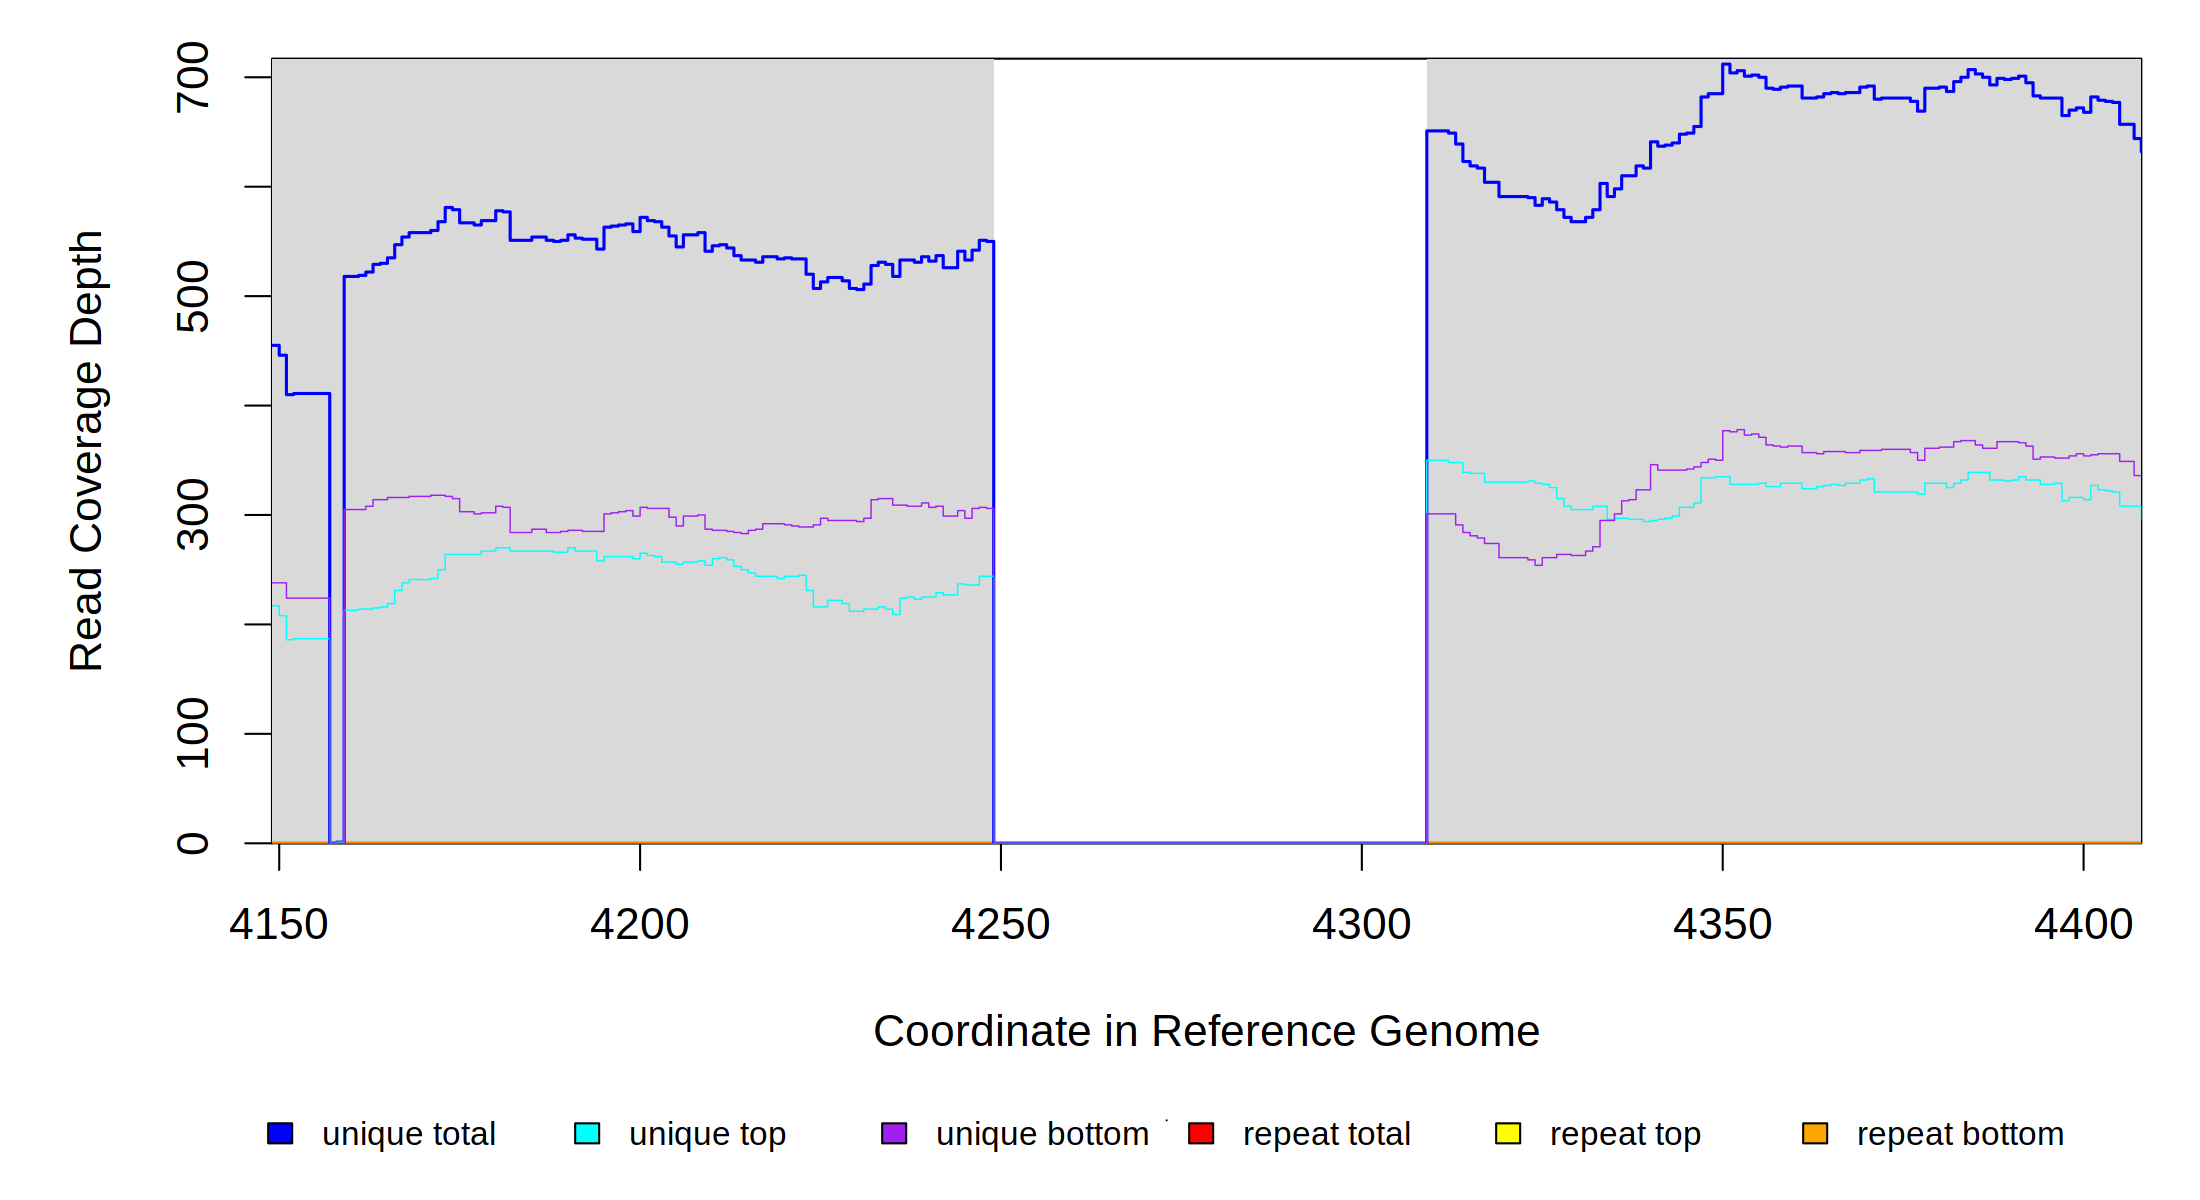 Read Coverage Depth
700
500
300
100
0
4150 4200 4250 4300 4350 4400
Coordinate in Reference Genome
unique total unique top unique bottom repeat total repeat top repeat bottom